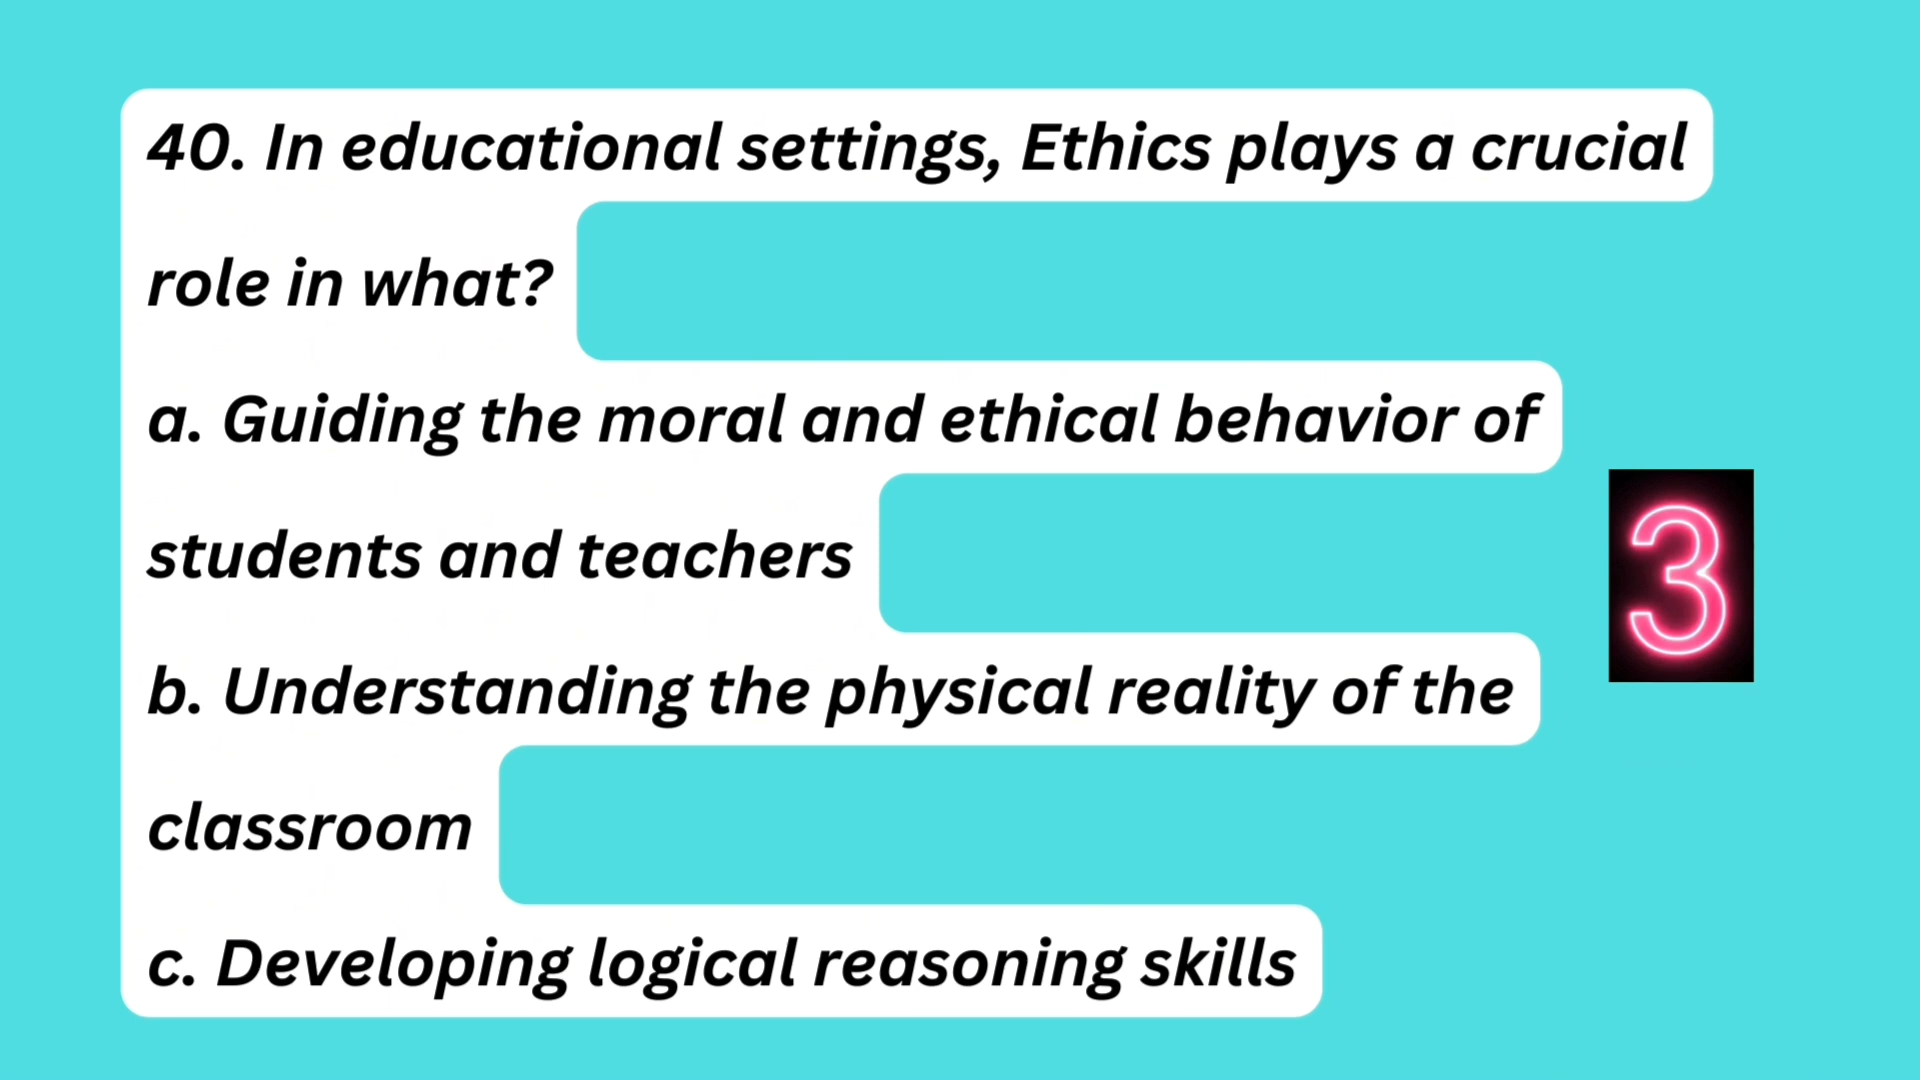 40. In educational settings, Ethics plays a crucial
role in what?
a. Guiding the moral and ethical behavior of
students and teachers
b. Understanding the physical reality of the
classroom
c. Developing logical reasoning skills
3